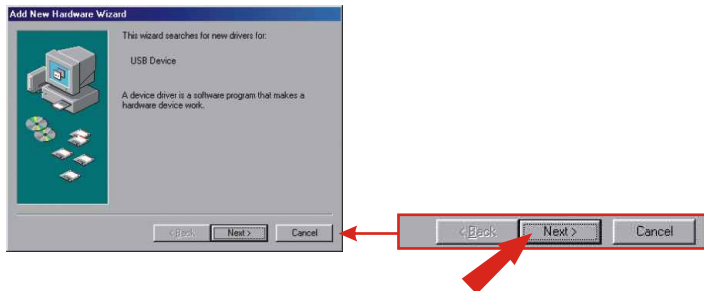 Add New Hardware Wizard
This wizard searches for new drivers for:
USB Device
A device driver is a software program that makes a
hardware device work.
< Back Next > Cancel
< Back Next > Cancel